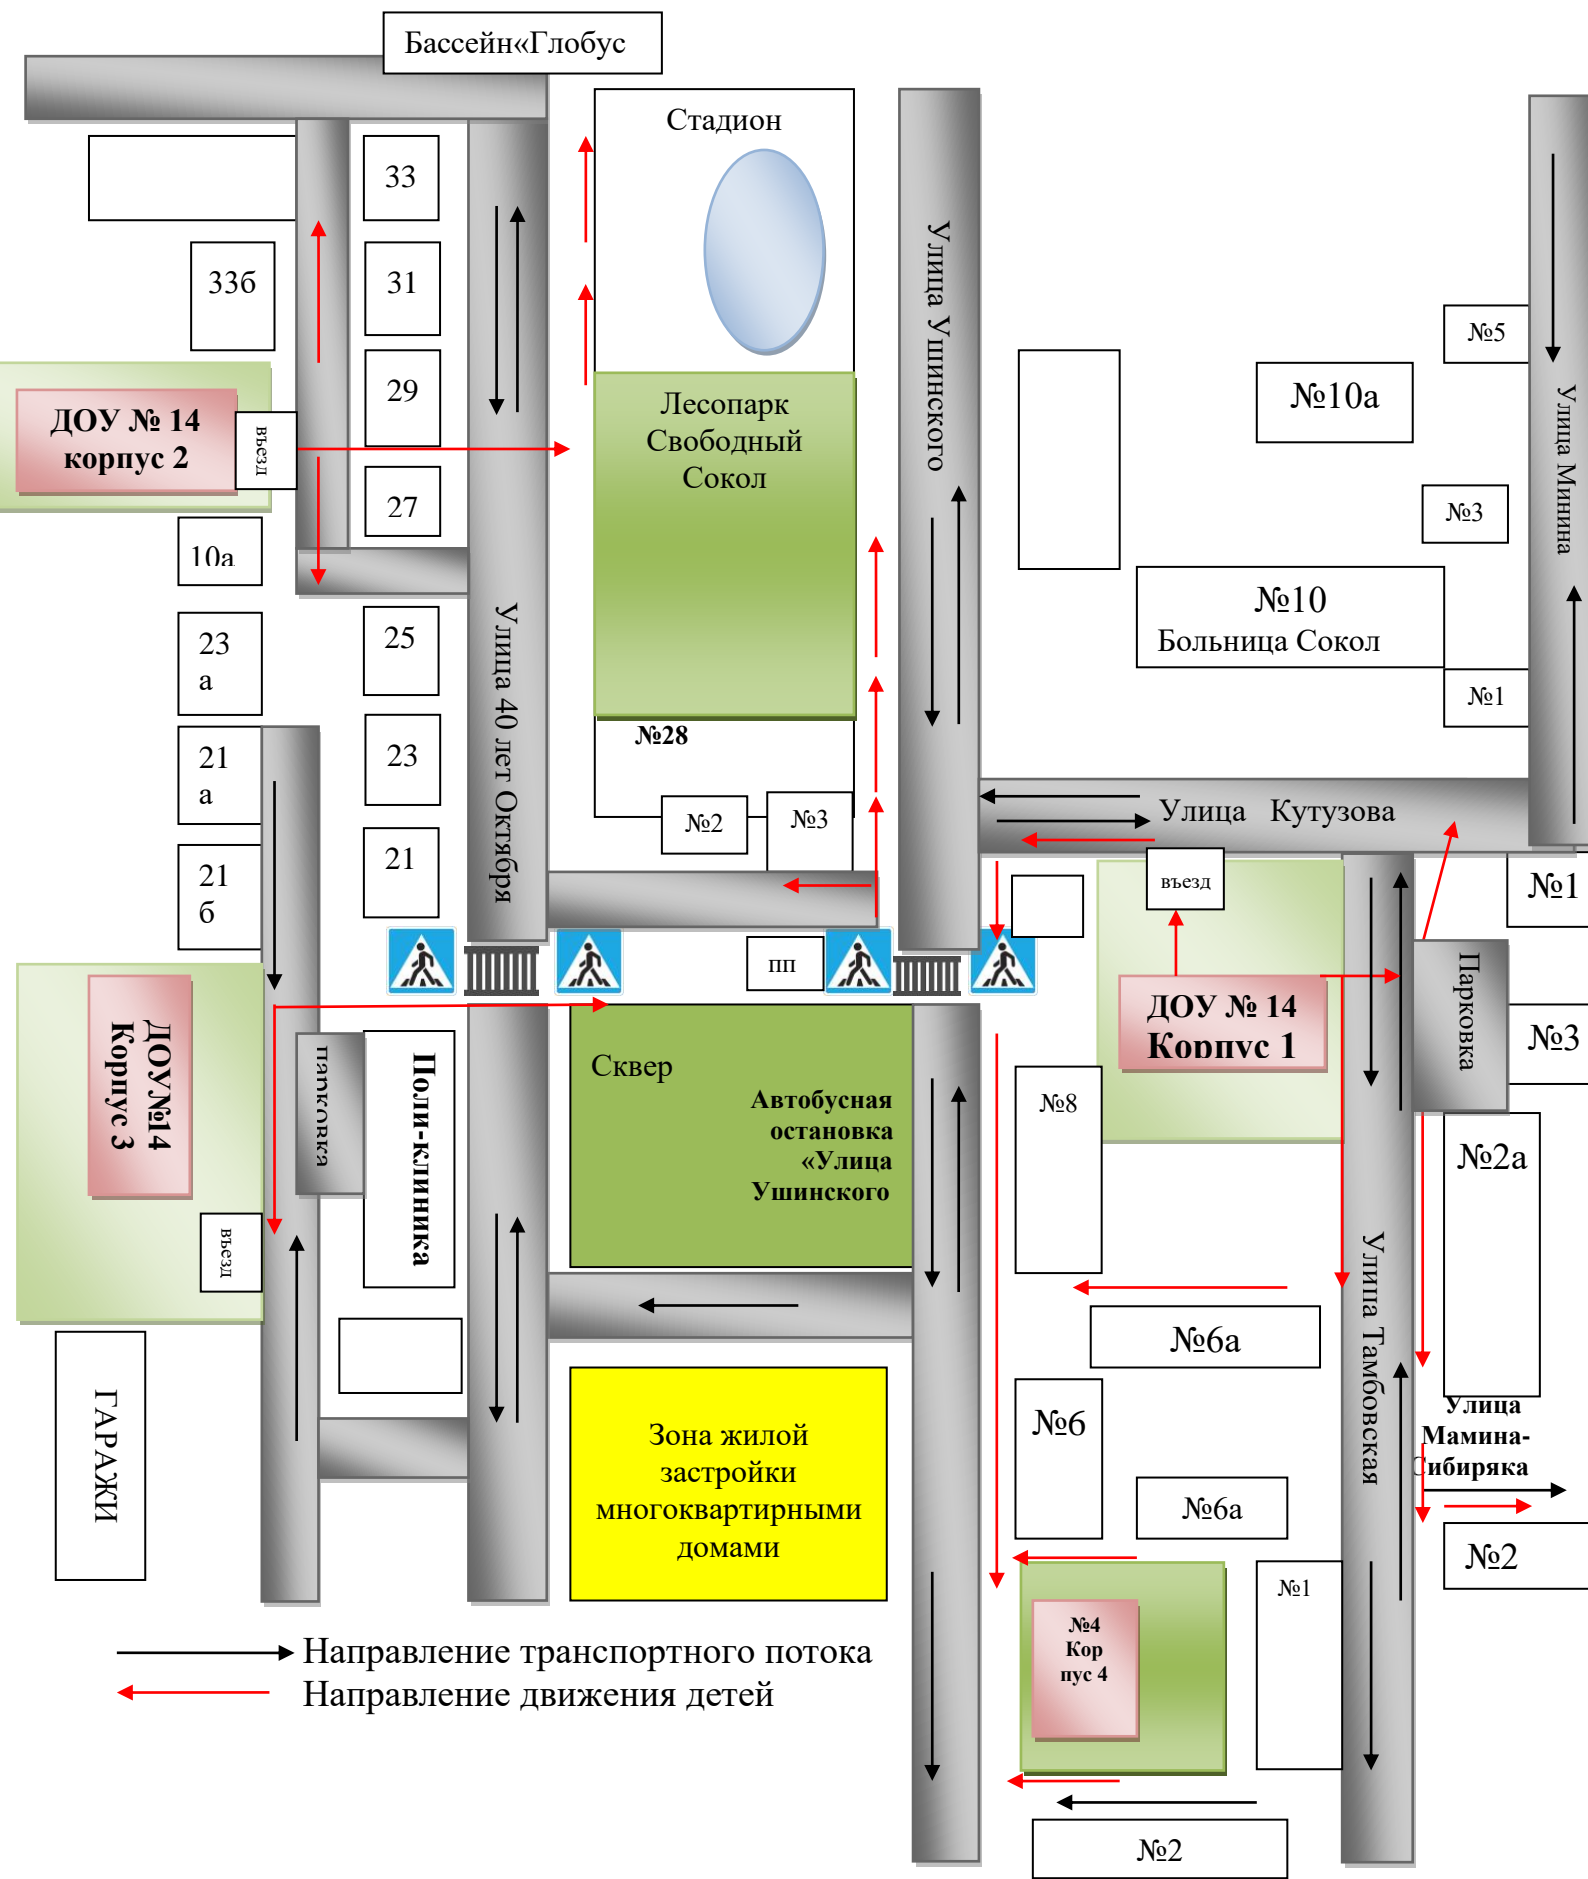 Бассейн«Глобус
Стадион
33
33б
31
29
27
ДОУ № 14
корпус 2
въезд
10а
23
а
21
а
21
б
25
23
21
Улица 40 лет Октября
Лесопарк
Свободный
Сокол
№28
№2
№3
Улица Ушинского
№5
№10а
№3
№10
Больница Сокол
№1
Улица Минина
Улица Кутузова
въезд
№1
пп
ДОУ № 14
Корпус 1
Парковка
№3
ДОУ№14
Корпус 3
въезд
парковка
Поли-клиника
Сквер
Автобусная
остановка
«Улица
Ушинского
№8
№2а
Улица Тамбовская
№6а
№6
№6а
Улица
Мамина-
Сибиряка
№2
ГАРАЖИ
Зона жилой
застройки
многоквартирными
домами
№1
№4
Кор
пус 4
№2
Направление транспортного потока
Направление движения детей